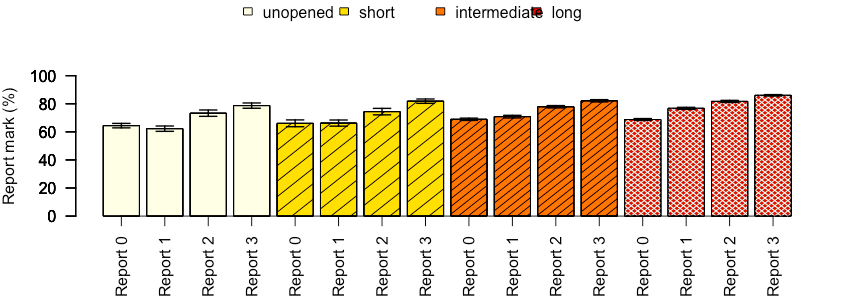 unopened short intermediate long
Report mark (%)
100
80
60
40
20
0
Report 0 Report 1 Report 2 Report 3 Report 0 Report 1 Report 2 Report 3 Report 0 Report 1 Report 2 Report 3 Report 0 Report 1 Report 2 Report 3